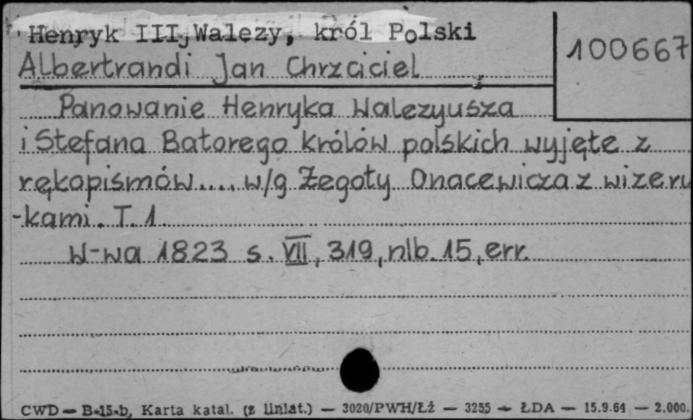 Henryk III Walezy, król Polski
100667
Albertrandi Jan Chrzciciel
Panowanie Henryka Walezyusza
i Stefana Batorego królów polskich wyjęte z
rękopismów.... w/g Żegoty Onacewicza z wizeru
-kami. T. 1.
W-wa 1823 s. VII, 319, nlb. 15, err.
CWD — B-15-b, Karta katal. (z liniat.) — 3020/PWH/Łź — 3255 — ŁDA — 15.9.64 — 2.000